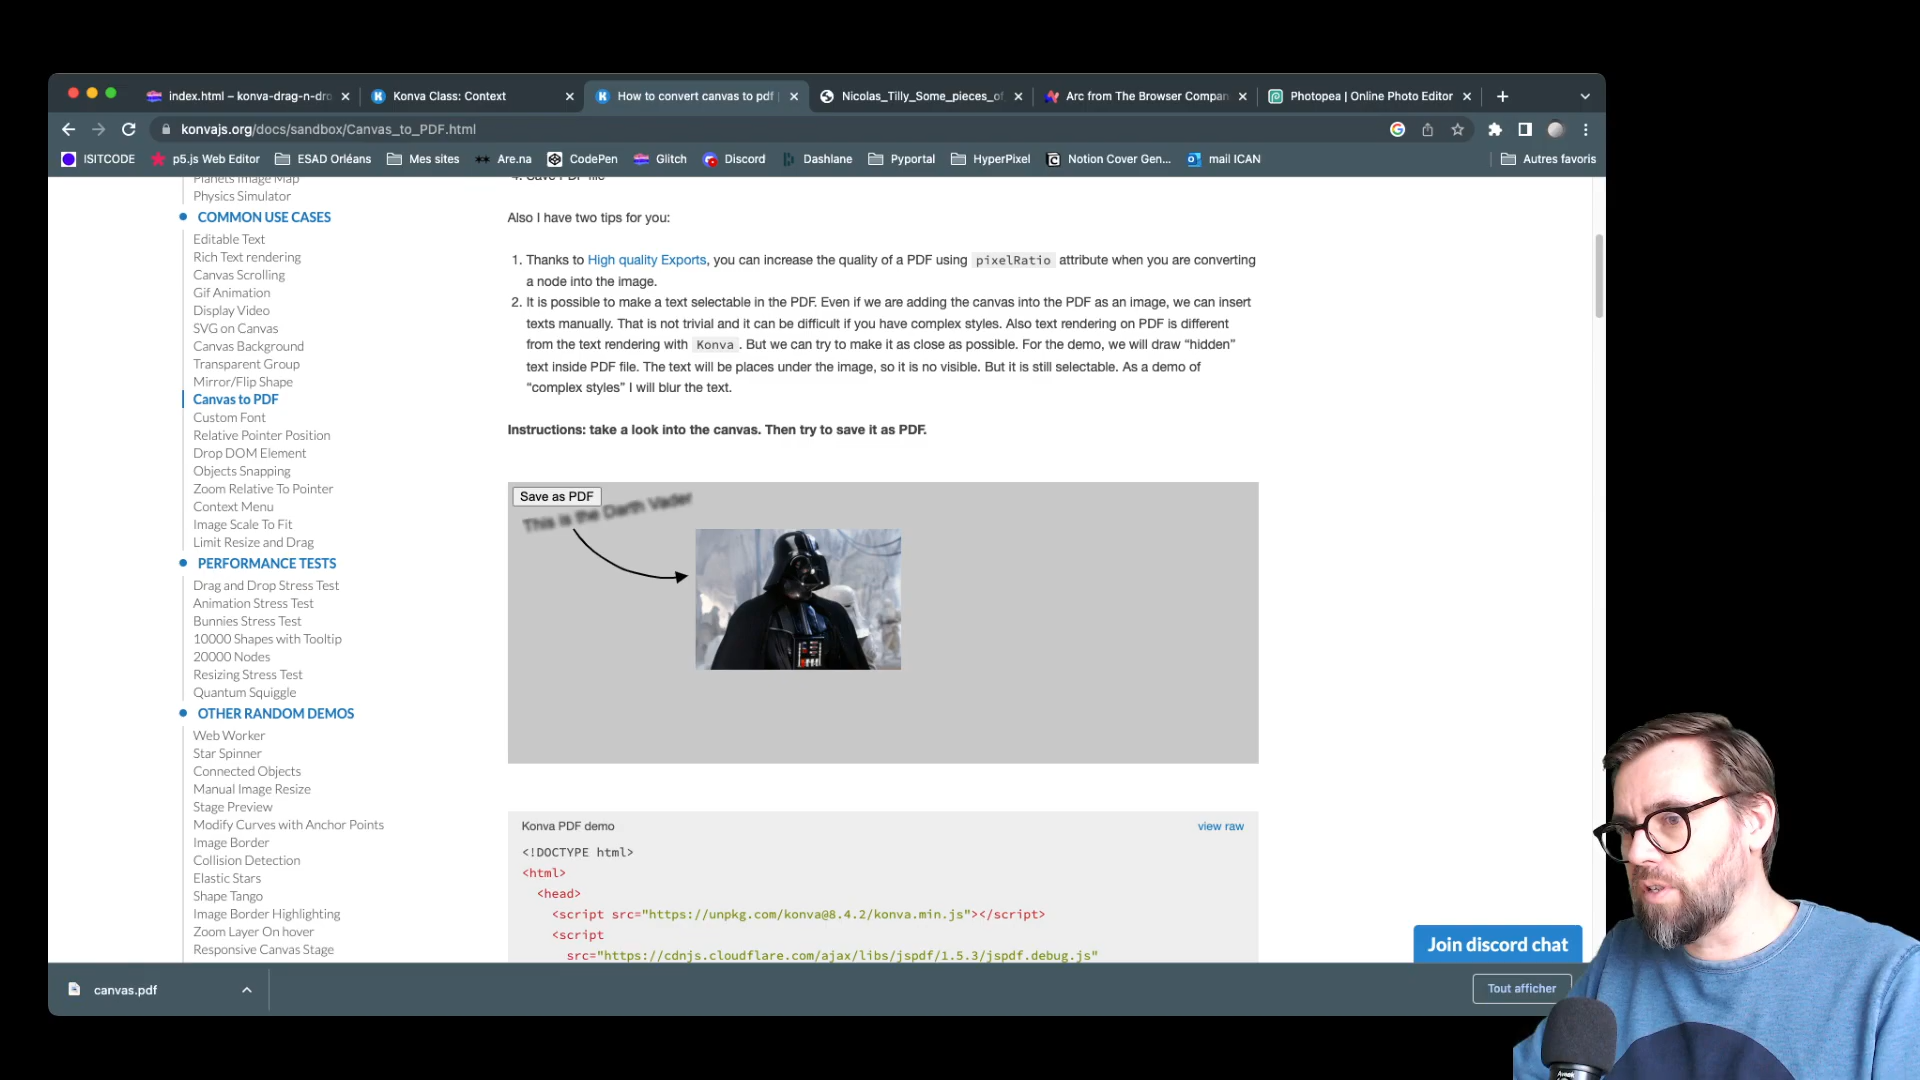 index.html – konva-drag-n-dro
Konva Class: Context
How to convert canvas to pdf
Nicolas_Tilly_Some_pieces_of
Arc from The Browser Compan
Photopea | Online Photo Editor
konvajs.org/docs/sandbox/Canvas_to_PDF.html
ISITCODE
p5.js Web Editor
ESAD Orléans
Mes sites
Are.na
CodePen
Glitch
Discord
Dashlane
Pyportal
HyperPixel
Notion Cover Gen...
mail ICAN
Autres favoris
Planets Image Map
Physics Simulator
COMMON USE CASES
Editable Text
Rich Text rendering
Canvas Scrolling
Gif Animation
Display Video
SVG on Canvas
Canvas Background
Transparent Group
Mirror/Flip Shape
Canvas to PDF
Custom Font
Relative Pointer Position
Drop DOM Element
Objects Snapping
Zoom Relative To Pointer
Context Menu
Image Scale To Fit
Limit Resize and Drag
PERFORMANCE TESTS
Drag and Drop Stress Test
Animation Stress Test
Bunnies Stress Test
10000 Shapes with Tooltip
20000 Nodes
Resizing Stress Test
Quantum Squiggle
OTHER RANDOM DEMOS
Web Worker
Star Spinner
Connected Objects
Manual Image Resize
Stage Preview
Modify Curves with Anchor Points
Image Border
Collision Detection
Elastic Stars
Shape Tango
Image Border Highlighting
Zoom Layer On hover
Responsive Canvas Stage
4. Save PDF file
Also I have two tips for you:
1. Thanks to High quality Exports, you can increase the quality of a PDF using pixelRatio attribute when you are converting
a node into the image.
2. It is possible to make a text selectable in the PDF. Even if we are adding the canvas into the PDF as an image, we can insert
texts manually. That is not trivial and it can be difficult if you have complex styles. Also text rendering on PDF is different
from the text rendering with Konva. But we can try to make it as close as possible. For the demo, we will draw “hidden”
text inside PDF file. The text will be places under the image, so it is no visible. But it is still selectable. As a demo of
“complex styles” I will blur the text.
Instructions: take a look into the canvas. Then try to save it as PDF.
Save as PDF
This is the Darth Vader
Konva PDF demo
view raw
<!DOCTYPE html>
<html>
<head>
<script src="https://unpkg.com/konva@8.4.2/konva.min.js"></script>
<script
src="https://cdnjs.cloudflare.com/ajax/libs/jspdf/1.5.3/jspdf.debug.js"
Join discord chat
canvas.pdf
Tout afficher